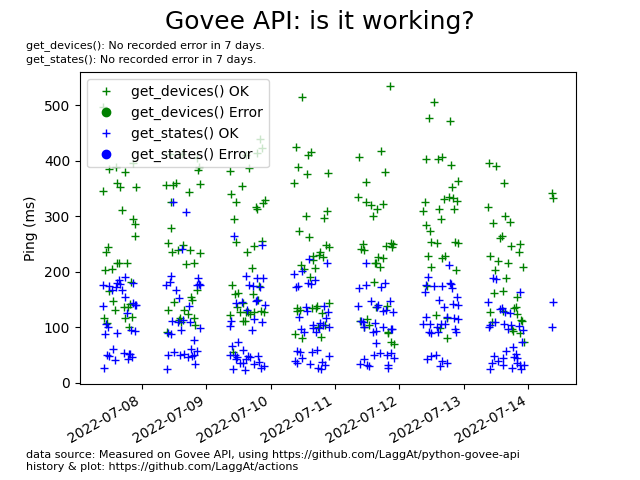 Govee API: is it working?
get_devices(): No recorded error in 7 days.
get_states(): No recorded error in 7 days.
get_devices() OK
get_devices() Error
get_states() OK
get_states() Error
Ping (ms)
500
400
300
200
100
0
2022-07-08
2022-07-09
2022-07-10
2022-07-11
2022-07-12
2022-07-13
2022-07-14
data source: Measured on Govee API, using https://github.com/LaggAt/python-govee-api
history & plot: https://github.com/LaggAt/actions